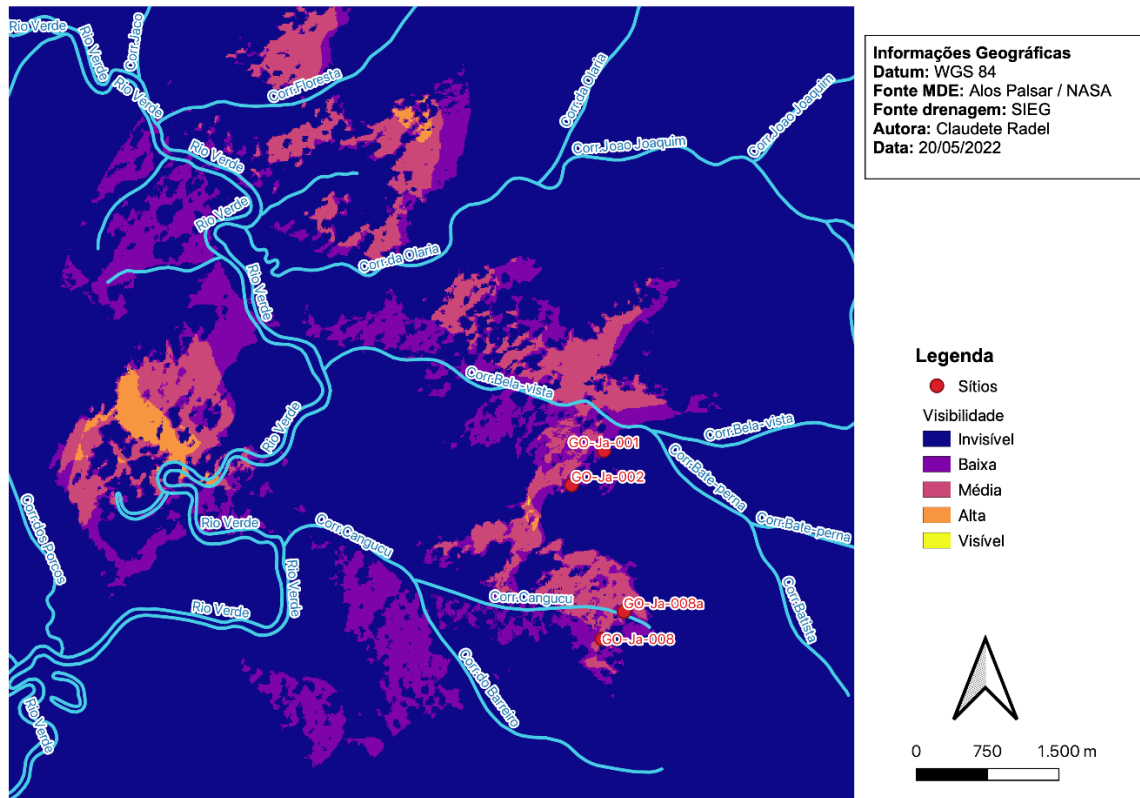 Rio Verde
Rio Verde
Corr.Jaco
Rio Verde
Corr.Floresta
Corr.da Olaria
Corr.Joao Joaquim
Corr.Joao Joaquim
Rio Verde
Rio Verde
Corr.da Olaria
Rio Verde
Corr.Bela-vista
Corr.Bela-vista
Rio Verde
GO-Ja-001
GO-Ja-002
Corr.Bate-perna
Corr.Bate-perna
Corr.dos Porcos
Rio Verde
Corr.Cangucu
Rio Verde
Corr.Cangucu
GO-Ja-008a
Corr.Batista
Rio Verde
GO-Ja-008
Corr.do Barreiro
Rio Verde
Informações Geográficas
Datum: WGS 84
Fonte MDE: Alos Palsar / NASA
Fonte drenagem: SIEG
Autora: Claudete Radel
Data: 20/05/2022
Legenda
Sítios
Visibilidade
Invisível
Baixa
Média
Alta
Visível
0 750 1.500 m